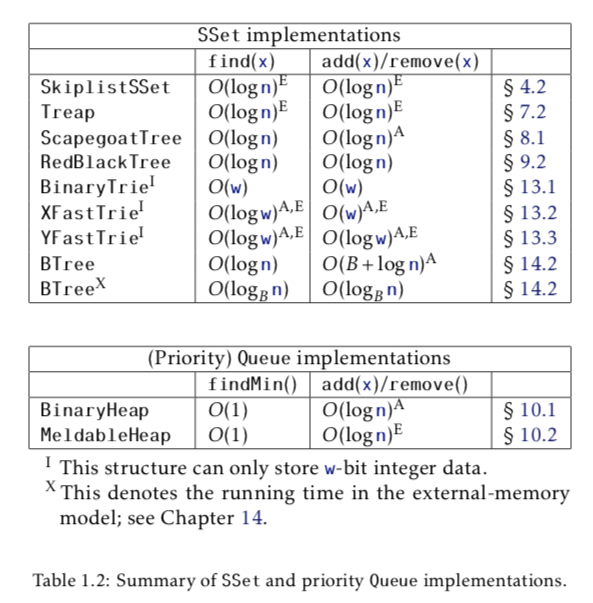 SSet implementations
find(x) add(x)/remove(x)
SkiplistSSet O(log n)^E O(log n)^E § 4.2
Treap O(log n)^E O(log n)^E § 7.2
ScapegoatTree O(log n) O(log n)^A § 8.1
RedBlackTree O(log n) O(log n) § 9.2
BinaryTrie^I O(w) O(w) § 13.1
XFastTrie^I O(log w)^A,E O(w)^A,E § 13.2
YFastTrie^I O(log w)^A,E O(log w)^A,E § 13.3
BTree O(log n) O(B + log n)^A § 14.2
BTree^X O(log_B n) O(log_B n) § 14.2
(Priority) Queue implementations
findMin() add(x)/remove()
BinaryHeap O(1) O(log n)^A § 10.1
MeldableHeap O(1) O(log n)^E § 10.2
^I This structure can only store w-bit integer data.
^X This denotes the running time in the external-memory
model; see Chapter 14.
Table 1.2: Summary of SSet and priority Queue implementations.